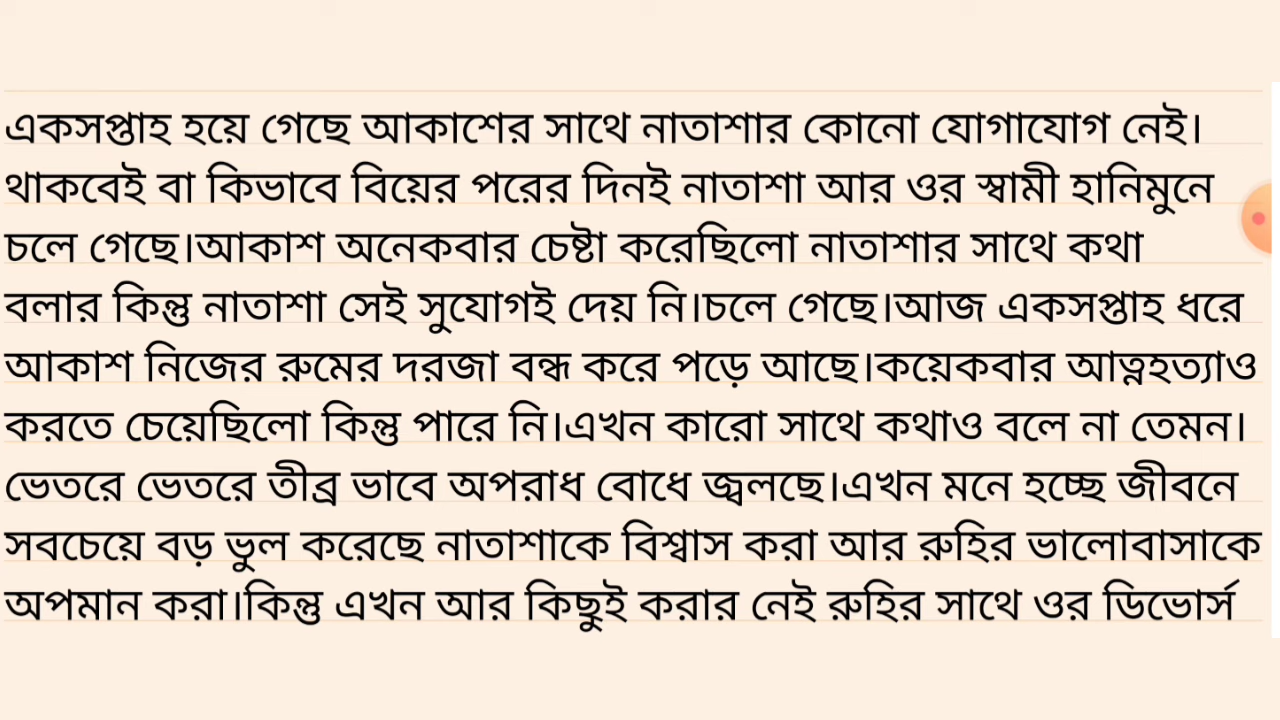 একসপ্তাহ হয়ে গেছে আকাশের সাথে নাতাশার কোনো যোগাযোগ নেই।
থাকবেই বা কিভাবে বিয়ের পরের দিনই নাতাশা আর ওর স্বামী হানিমুনে
চলে গেছে।আকাশ অনেকবার চেষ্টা করেছিলো নাতাশার সাথে কথা
বলার কিন্তু নাতাশা সেই সুযোগই দেয় নি।চলে গেছে।আজ একসপ্তাহ ধরে
আকাশ নিজের রুমের দরজা বন্ধ করে পড়ে আছে।কয়েকবার আত্নহত্যাও
করতে চেয়েছিলো কিন্তু পারে নি।এখন কারো সাথে কথাও বলে না তেমন।
ভেতরে ভেতরে তীব্র ভাবে অপরাধ বোধে জ্বলছে।এখন মনে হচ্ছে জীবনে
সবচেয়ে বড় ভুল করেছে নাতাশাকে বিশ্বাস করা আর রুহির ভালোবাসাকে
অপমান করা।কিন্তু এখন আর কিছুই করার নেই রুহির সাথে ওর ডিভোর্স